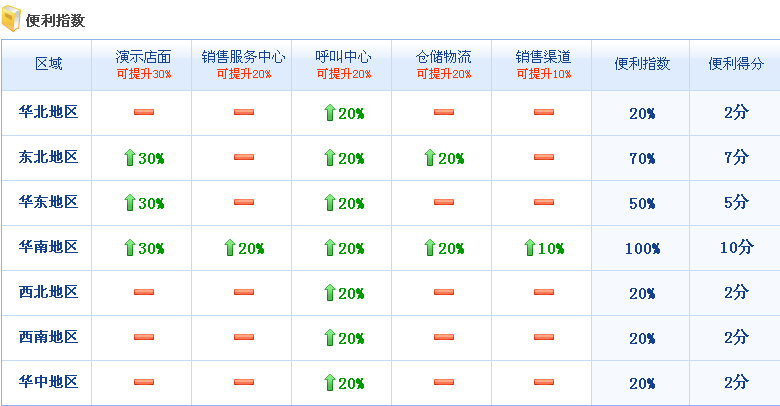 便利指数
区域 演示店面 销售服务中心 呼叫中心 仓储物流 销售渠道 便利指数 便利得分
可提升30% 可提升20% 可提升20% 可提升20% 可提升10%
华北地区 20% 20% 2分
东北地区 30% 20% 20% 70% 7分
华东地区 30% 20% 50% 5分
华南地区 30% 20% 20% 20% 10% 100% 10分
西北地区 20% 20% 2分
西南地区 20% 20% 2分
华中地区 20% 20% 2分